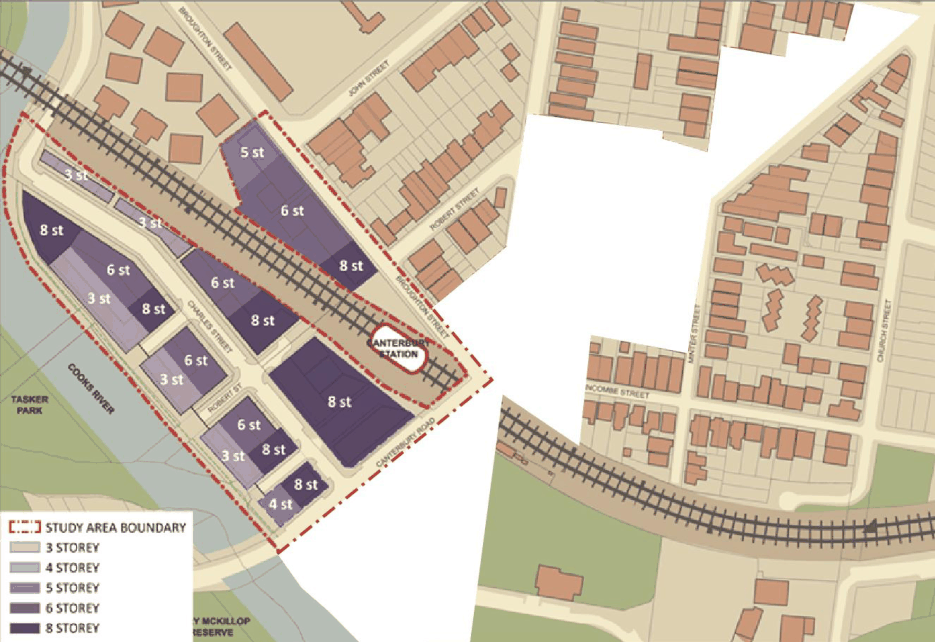 BROUGHTON STREET
JOHN STREET
5 st
3 st
6 st
ROBERT STREET
3 st
8 st
8 st
6 st
6 st
3 st
8 st
CHARLES STREET
8 st
BROUGHTON STREET
CANTERBURY
STATION
MINTER STREET
CHURCH STREET
6 st
3 st
COOKS RIVER
ROBERT ST
8 st
NCOMBE STREET
TASKER
PARK
6 st
3 st
8 st
CANTERBURY ROAD
8 st
4 st
STUDY AREA BOUNDARY
3 STOREY
4 STOREY
5 STOREY
6 STOREY
8 STOREY
Y MCKILLOP
RESERVE